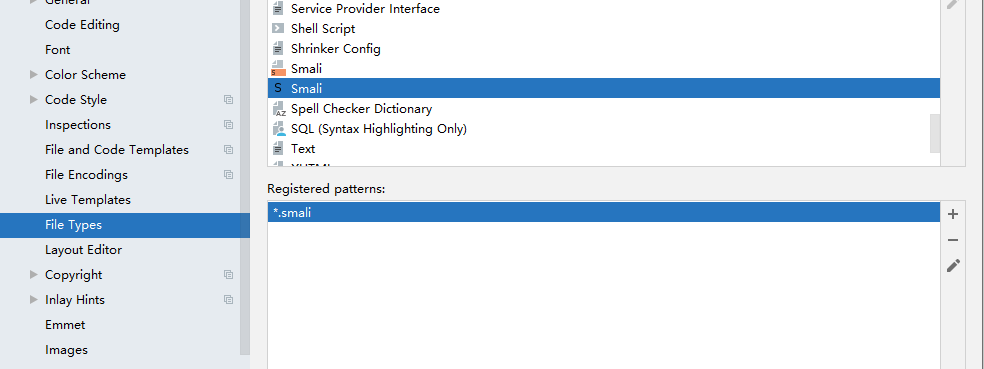 General
Code Editing
Font
Color Scheme
Code Style
Inspections
File and Code Templates
File Encodings
Live Templates
File Types
Layout Editor
Copyright
Inlay Hints
Emmet
Images
Service Provider Interface
Shell Script
Shrinker Config
Smali
Smali
Spell Checker Dictionary
SQL (Syntax Highlighting Only)
Text
XHTML
Registered patterns:
*.smali